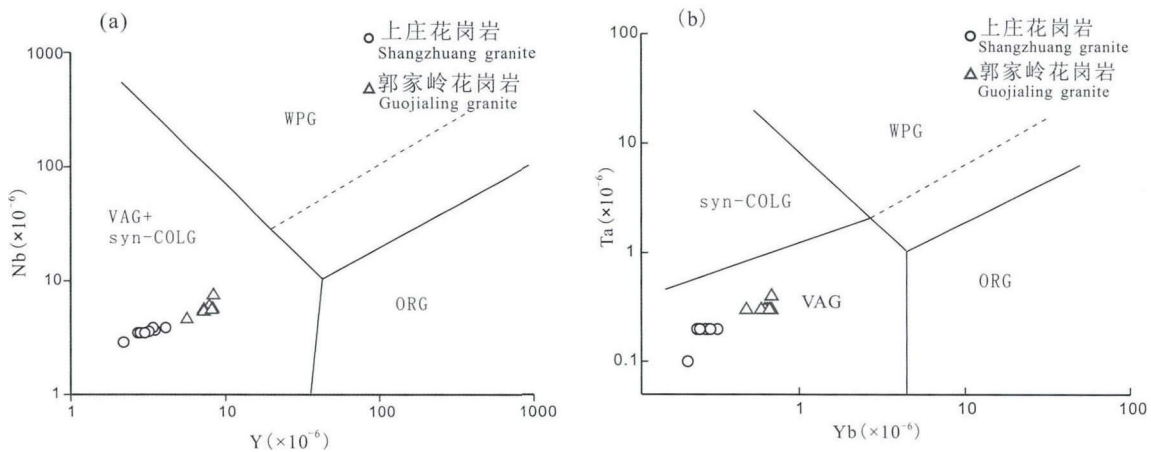 (a)
上庄花岗岩
Shangzhuang granite
郭家岭花岗岩
Guojialing granite
1000
100
10
1
Nb(×10⁻⁶)
WPG
VAG+
syn-COLG
ORG
1
10
100
1000
Y(×10⁻⁶)
(b)
上庄花岗岩
Shangzhuang granite
郭家岭花岗岩
Guojialing granite
100
10
1
0.1
Ta(×10⁻⁶)
WPG
syn-COLG
VAG
ORG
1
10
100
Yb(×10⁻⁶)